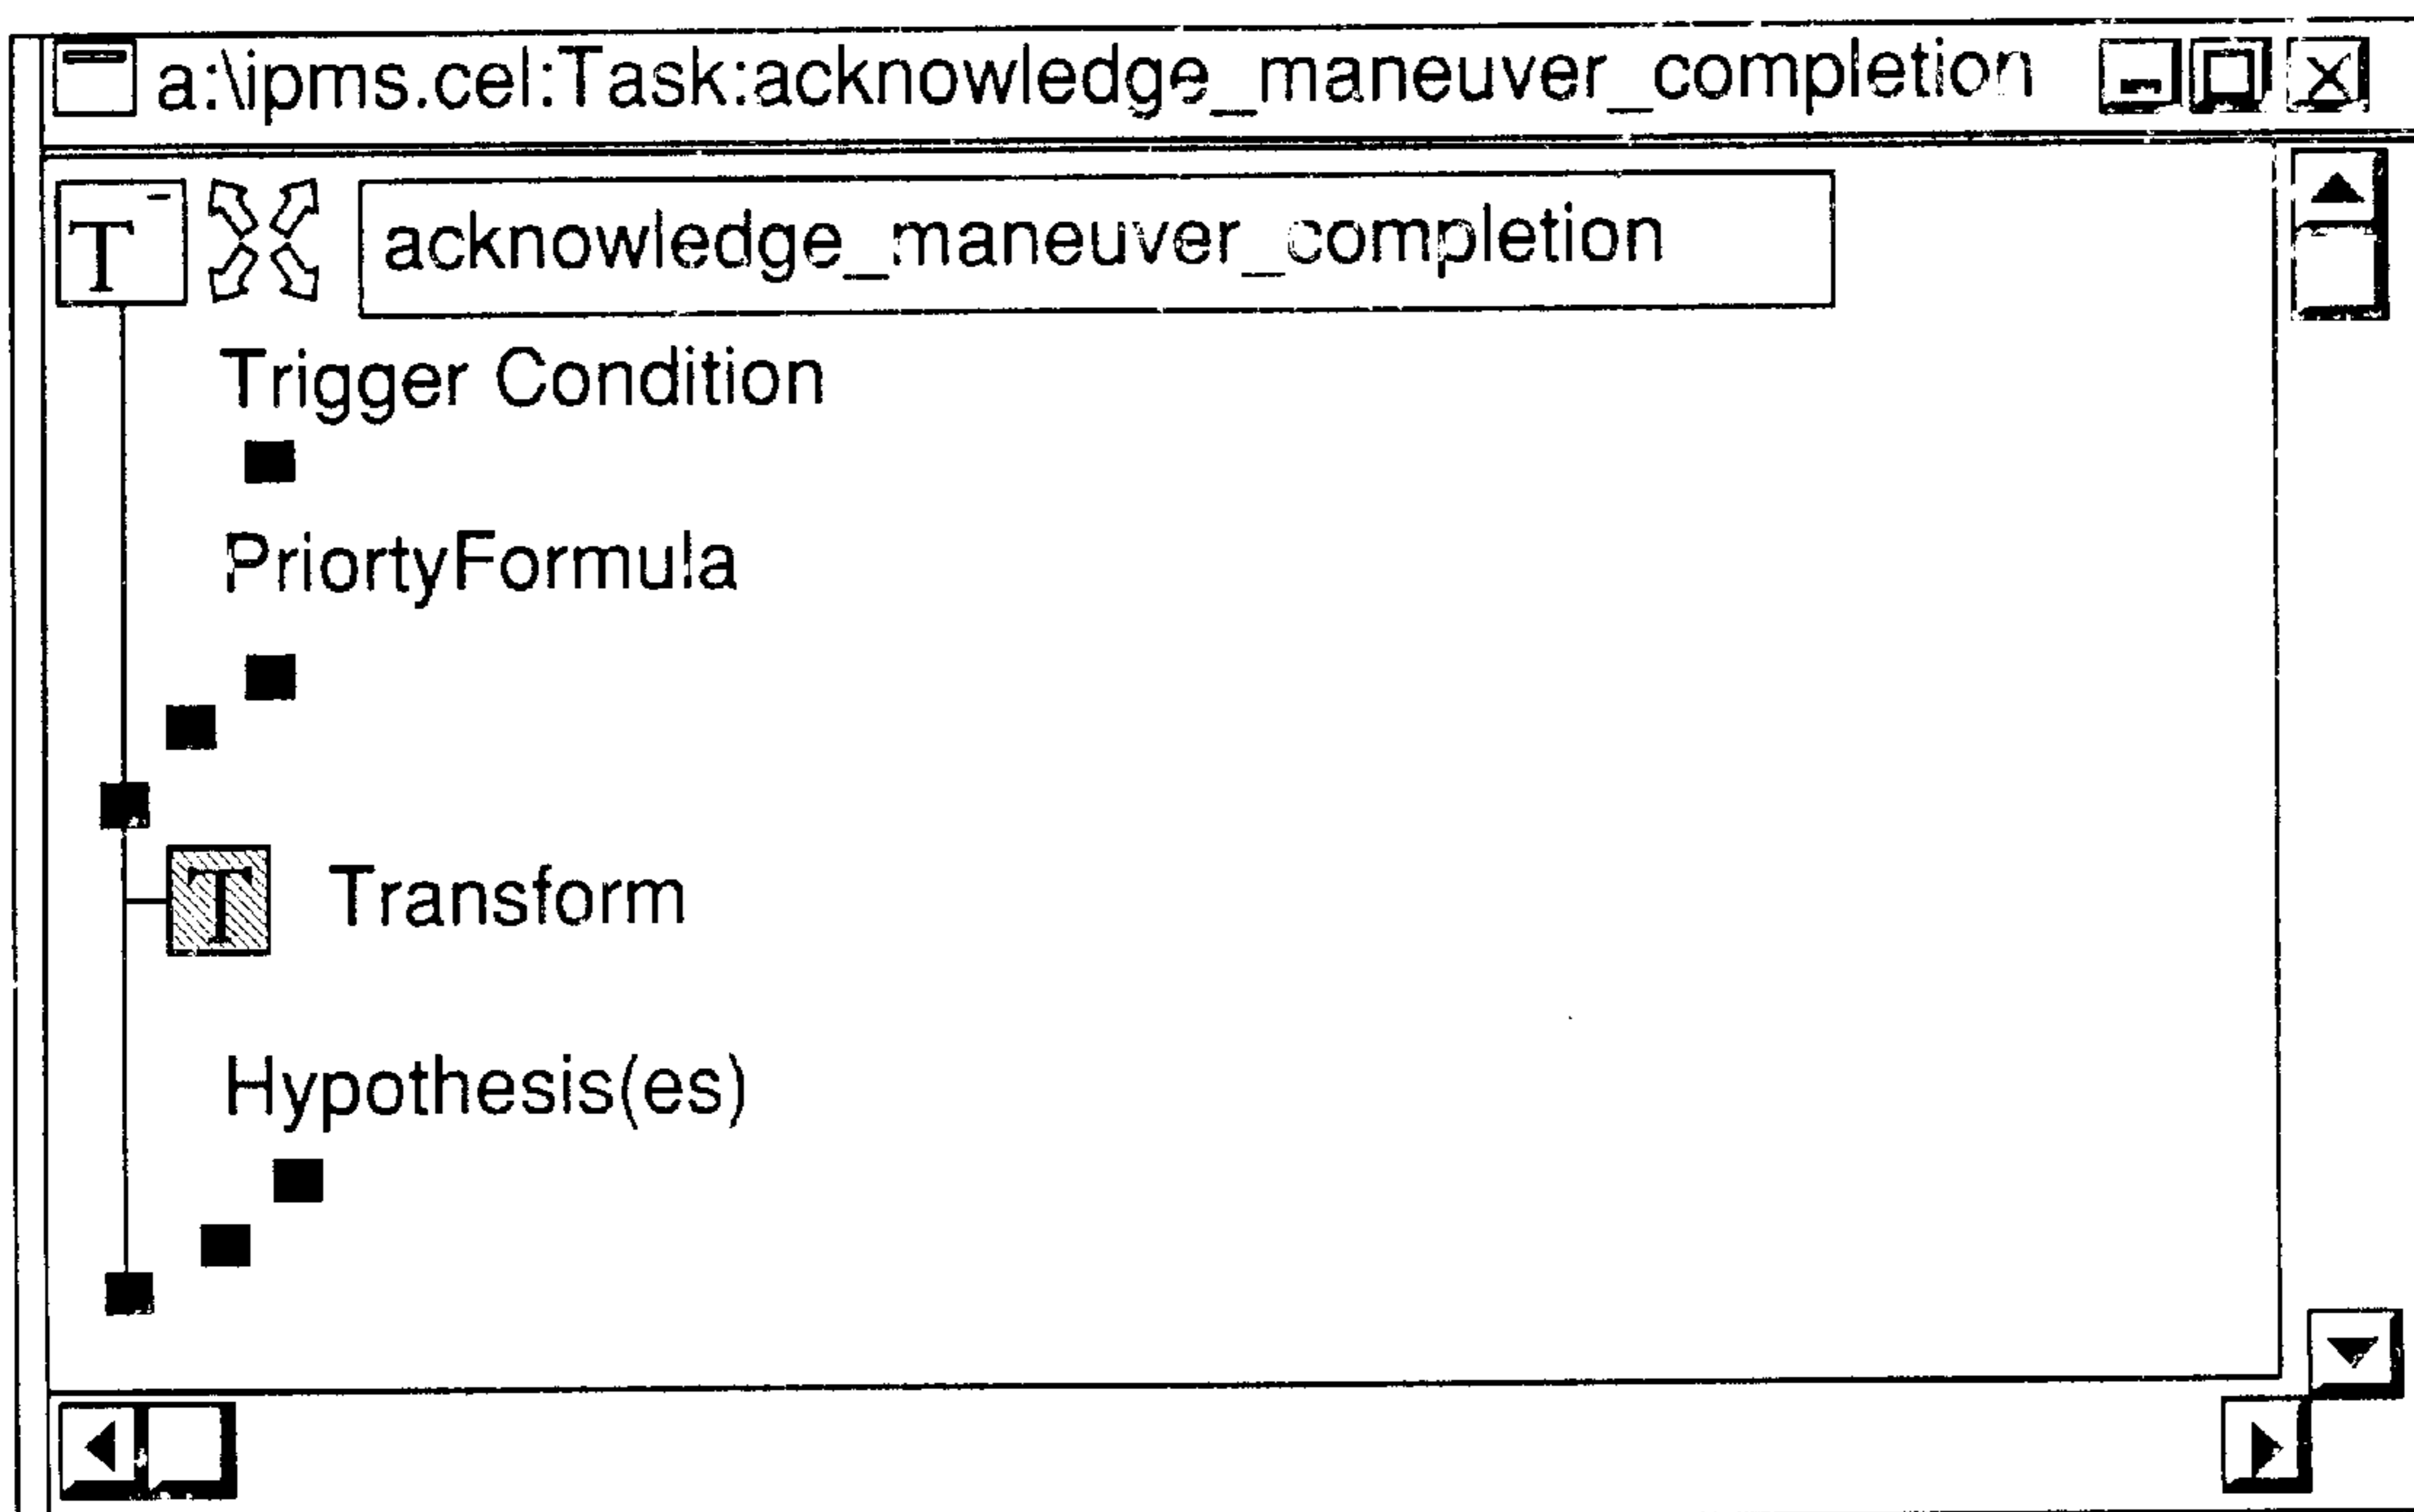 a:\ipms.cel:Task:acknowledge_maneuver_completion
T acknowledge_maneuver_completion
Trigger Condition
PriortyFormula
T Transform
Hypothesis(es)